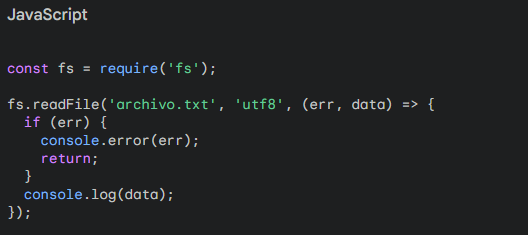 JavaScript
const fs = require('fs');
fs.readFile('archivo.txt', 'utf8', (err, data) => {
  if (err) {
    console.error(err);
    return;
  }
  console.log(data);
});